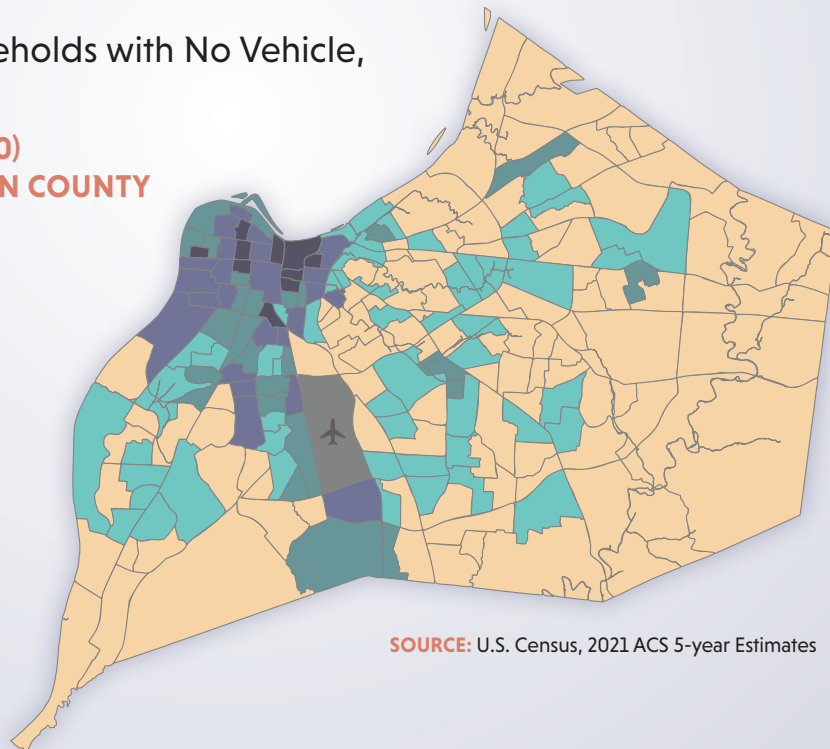 eholds with No Vehicle,
0)
N COUNTY
SOURCE: U.S. Census, 2021 ACS 5-year Estimates